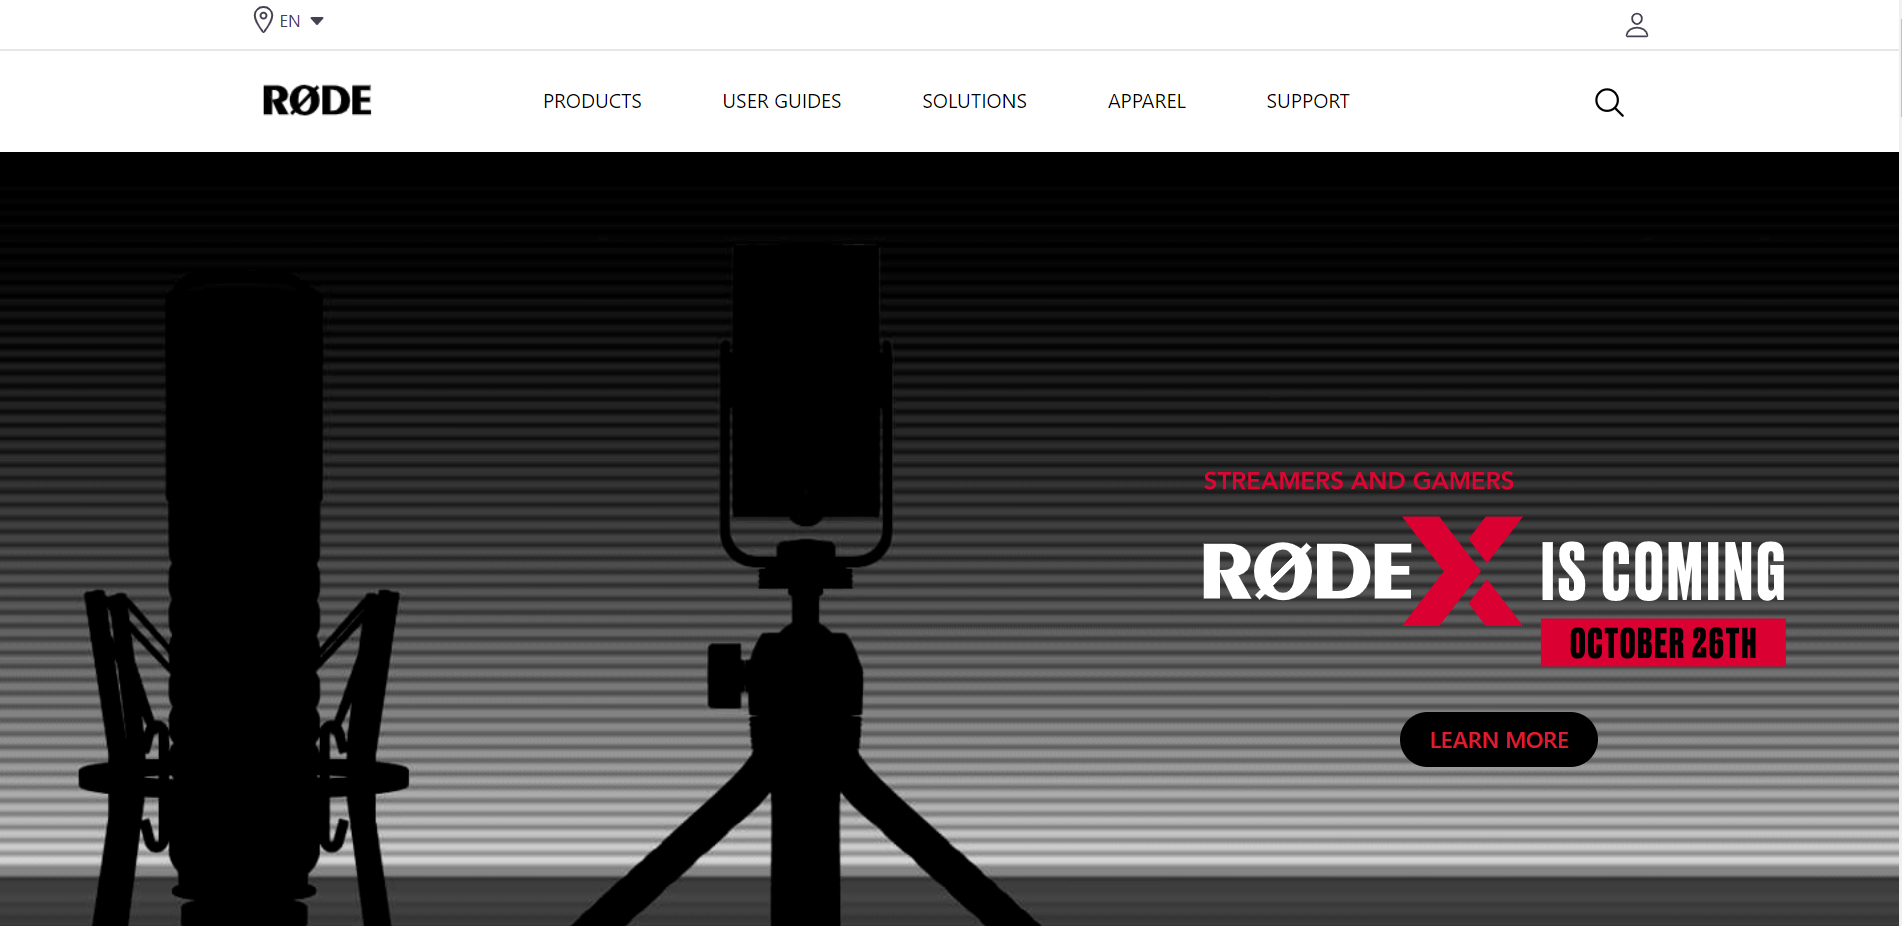 EN
RØDE
PRODUCTS
USER GUIDES
SOLUTIONS
APPAREL
SUPPORT
STREAMERS AND GAMERS
RØDE X IS COMING
OCTOBER 26TH
LEARN MORE